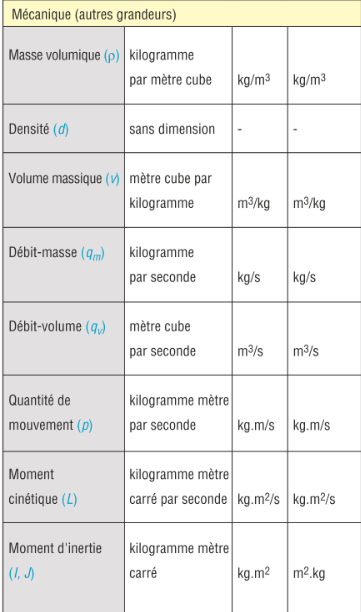 Mécanique (autres grandeurs)
Masse volumique (ρ) kilogramme
par mètre cube kg/m³ kg/m³
Densité (d) sans dimension - -
Volume massique (v) mètre cube par
kilogramme m³/kg m³/kg
Débit-masse (qm) kilogramme
par seconde kg/s kg/s
Débit-volume (qv) mètre cube
par seconde m³/s m³/s
Quantité de kilogramme mètre
mouvement (p) par seconde kg.m/s kg.m/s
Moment kilogramme mètre
cinétique (L) carré par seconde kg.m²/s kg.m²/s
Moment d'inertie kilogramme mètre
(I, J) carré kg.m² m².kg